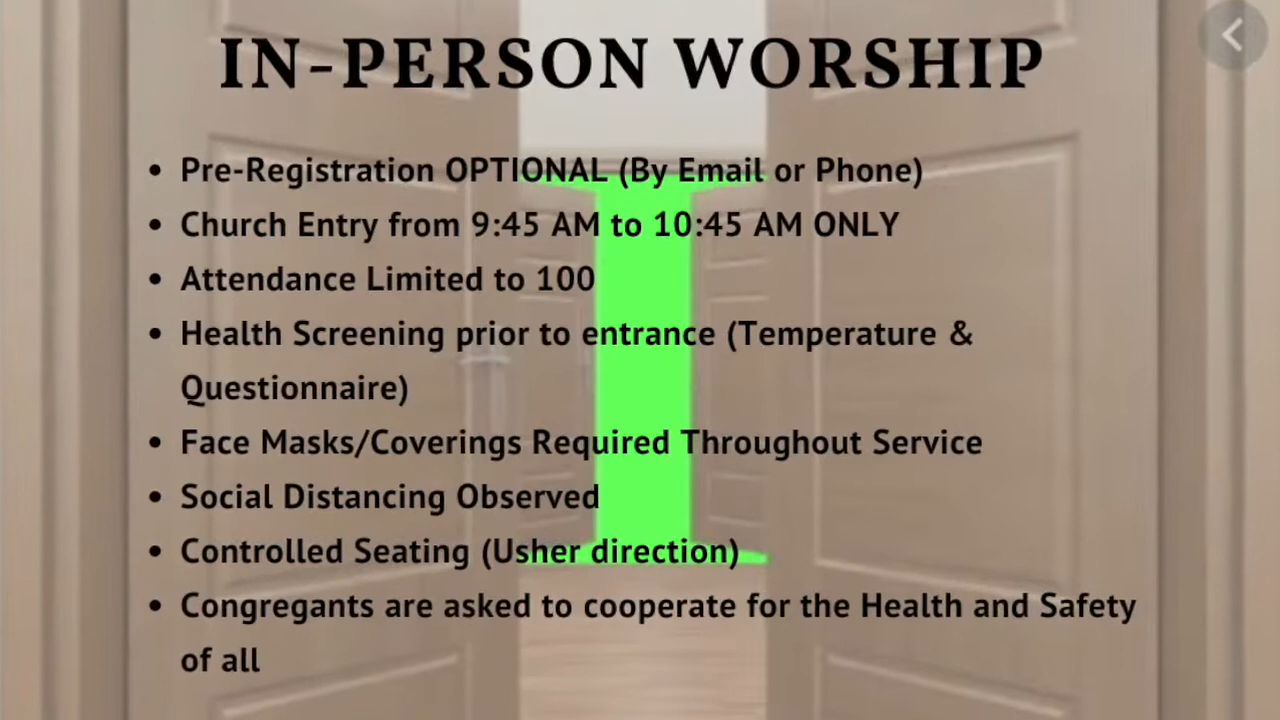 IN-PERSON WORSHIP
• Pre-Registration OPTIONAL (By Email or Phone)
• Church Entry from 9:45 AM to 10:45 AM ONLY
• Attendance Limited to 100
• Health Screening prior to entrance (Temperature &
Questionnaire)
• Face Masks/Coverings Required Throughout Service
• Social Distancing Observed
• Controlled Seating (Usher direction)
• Congregants are asked to cooperate for the Health and Safety
of all
I